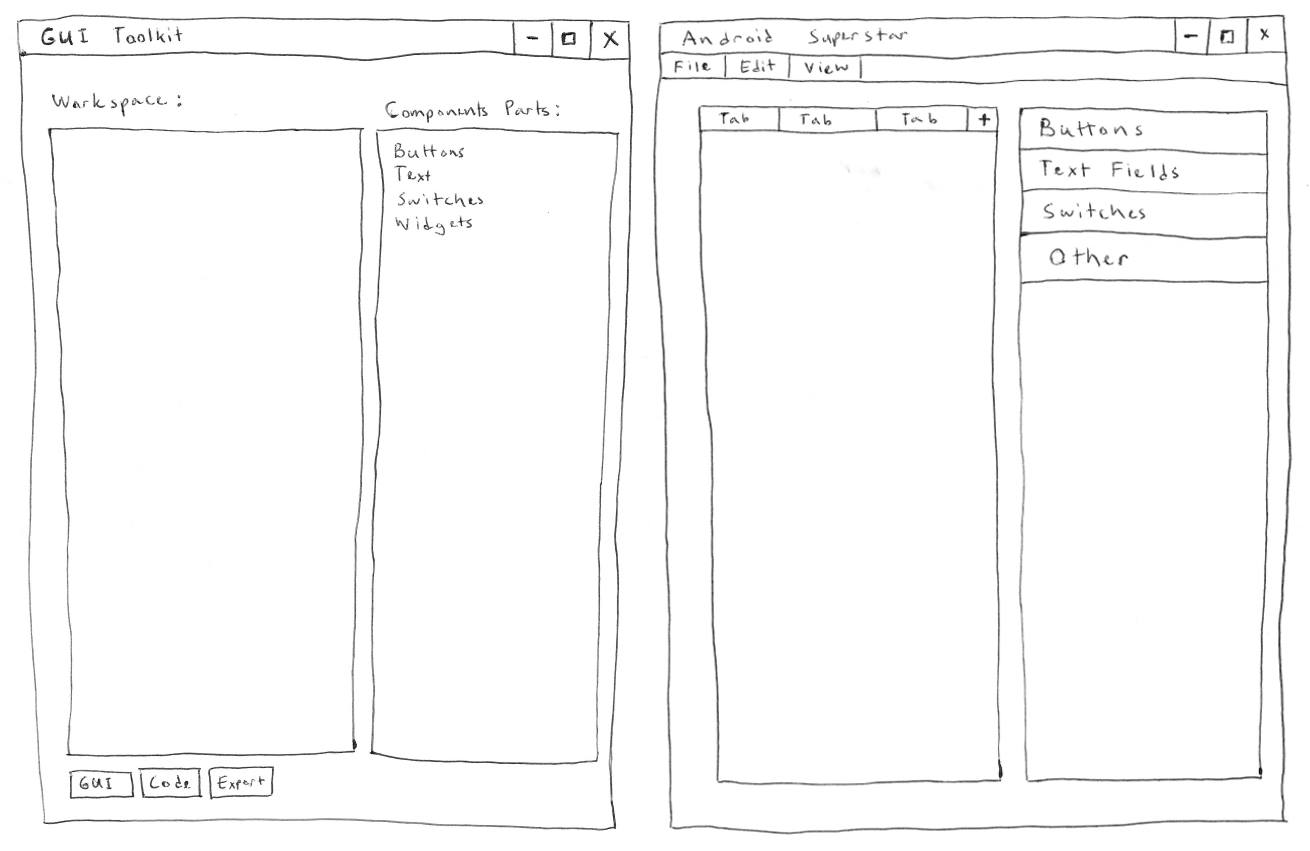 GUI Toolkit - □ X
Workspace:
Components Parts:
Buttons
Text
Switches
Widgets
GUI Code Export
Android Superstar - □ x
File Edit View
Tab Tab Tab +
Buttons
Text Fields
Switches
Other